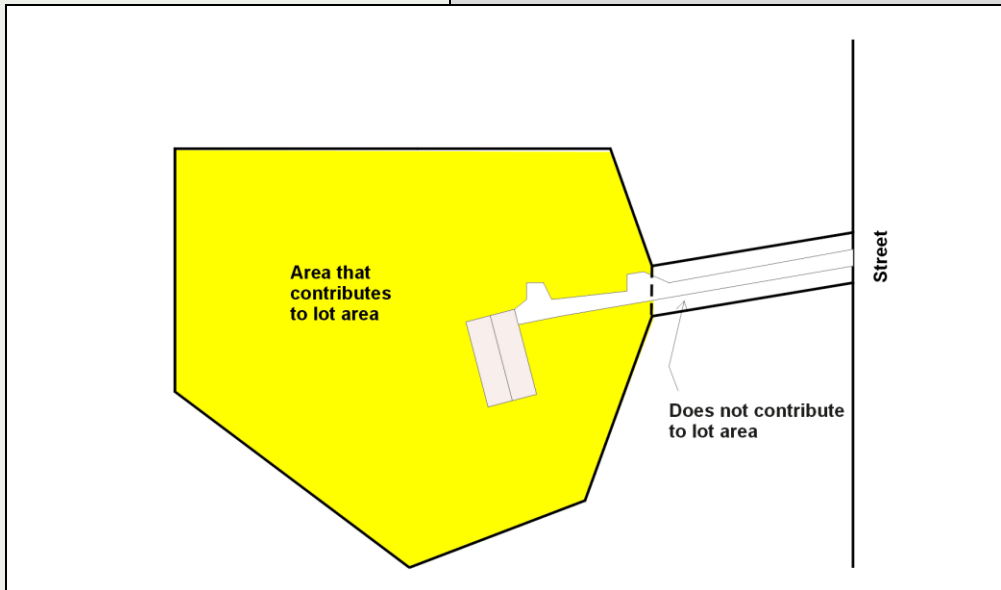 Area that
contributes
to lot area
Street
Does not contribute
to lot area